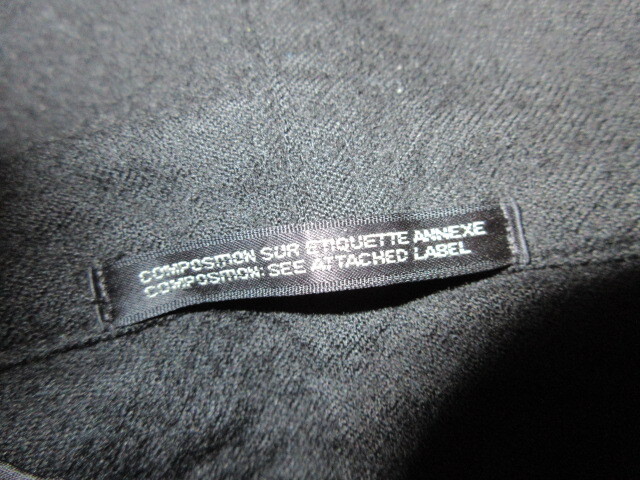 COMPOSITION SUR ETIQUETTE ANNEXE
COMPOSITION: SEE ATTACHED LABEL